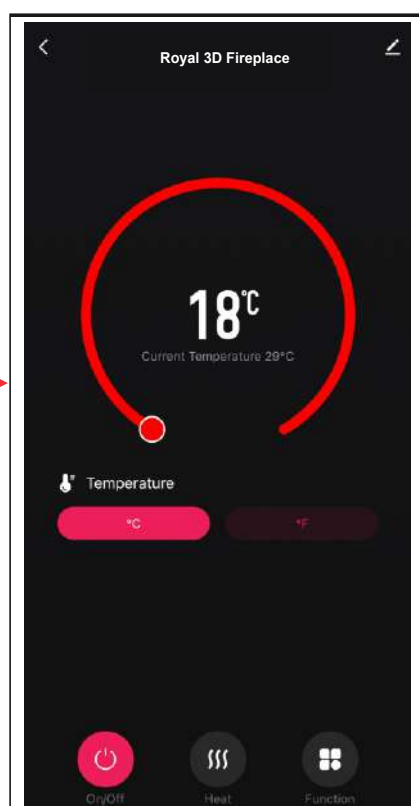 Royal 3D Fireplace
18°C
Current Temperature 29°C
Temperature
°C
°F
On/Off
Heat
Function